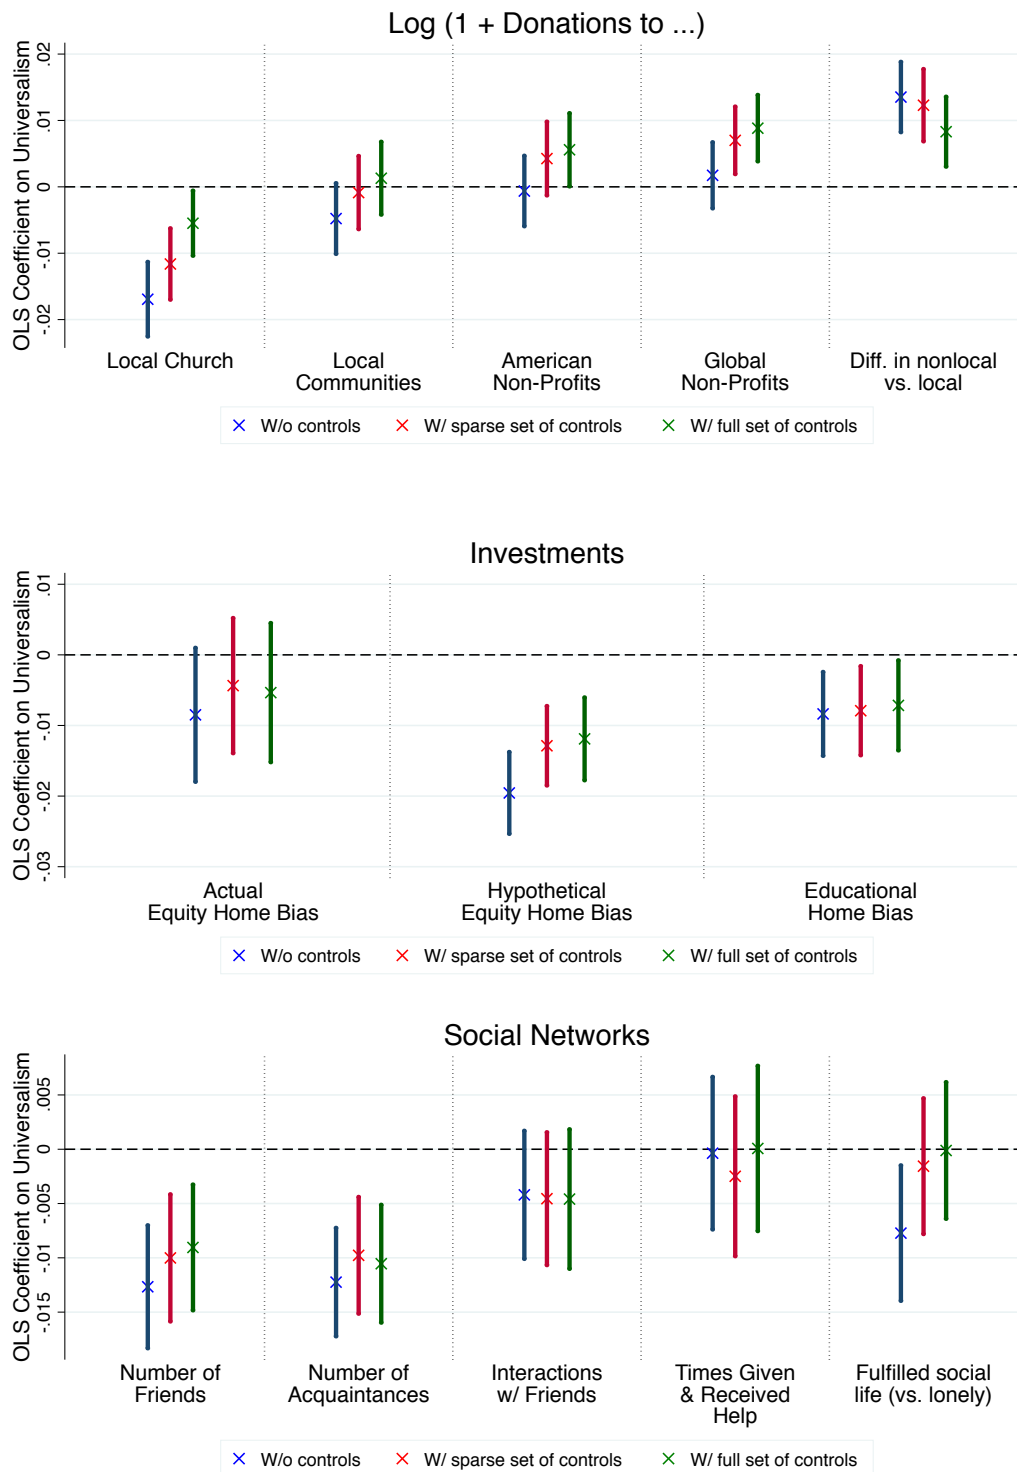 Log (1 + Donations to ...)
OLS Coefficient on Universalism
.02
.01
0
-.01
-.02
Local Church
Local
Communities
American
Non-Profits
Global
Non-Profits
Diff. in nonlocal
vs. local
W/o controls
W/ sparse set of controls
W/ full set of controls
Investments
OLS Coefficient on Universalism
.01
0
-.01
-.02
-.03
Actual
Equity Home Bias
Hypothetical
Equity Home Bias
Educational
Home Bias
W/o controls
W/ sparse set of controls
W/ full set of controls
Social Networks
OLS Coefficient on Universalism
.005
0
-.005
-.01
-.015
Number of
Friends
Number of
Acquaintances
Interactions
w/ Friends
Times Given
& Received
Help
Fulfilled social
life (vs. lonely)
W/o controls
W/ sparse set of controls
W/ full set of controls